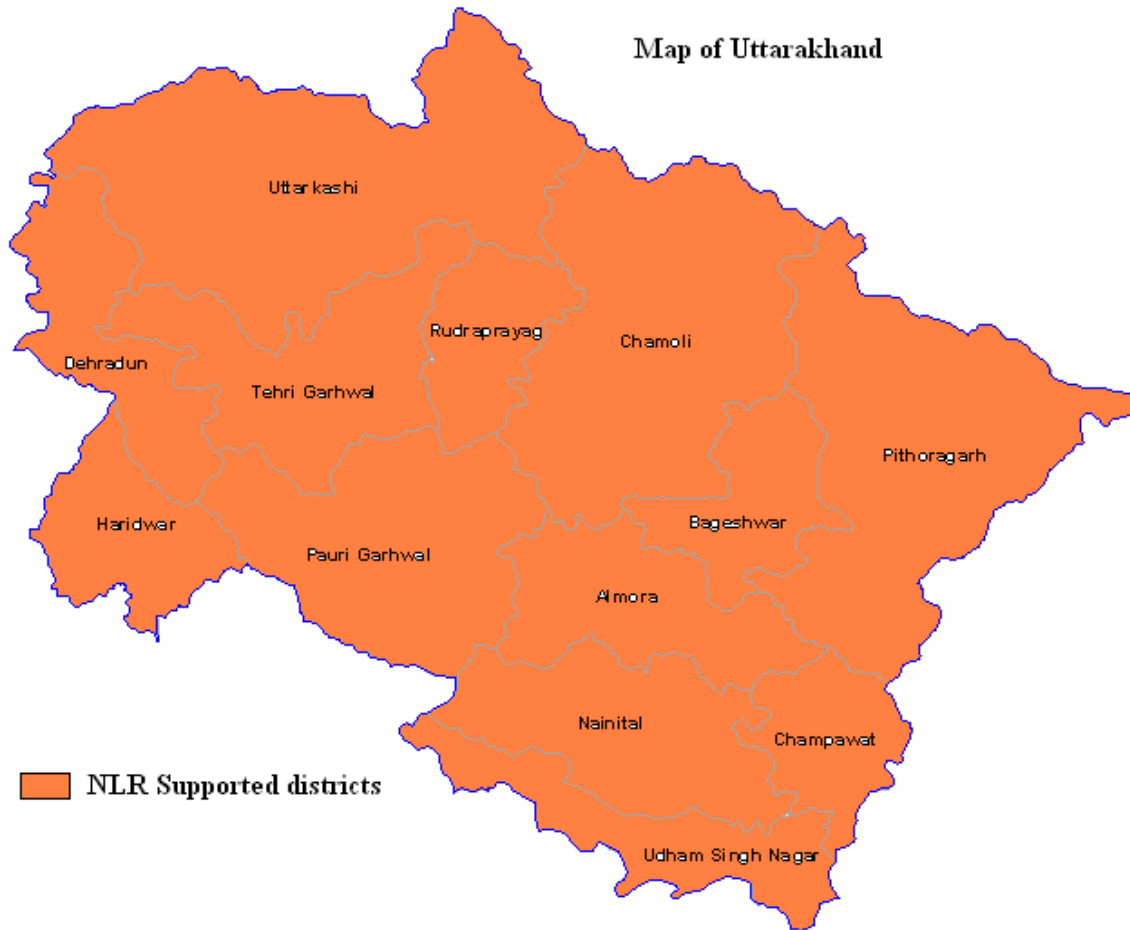 Map of Uttarakhand
Uttarkashi
Rudraprayag
Chamoli
Dehradun
Tehri Garhwal
Pithoragarh
Haridwar
Bageshwar
Pauri Garhwal
Almora
Nainital
Champawat
NLR Supported districts
Udham Singh Nagar